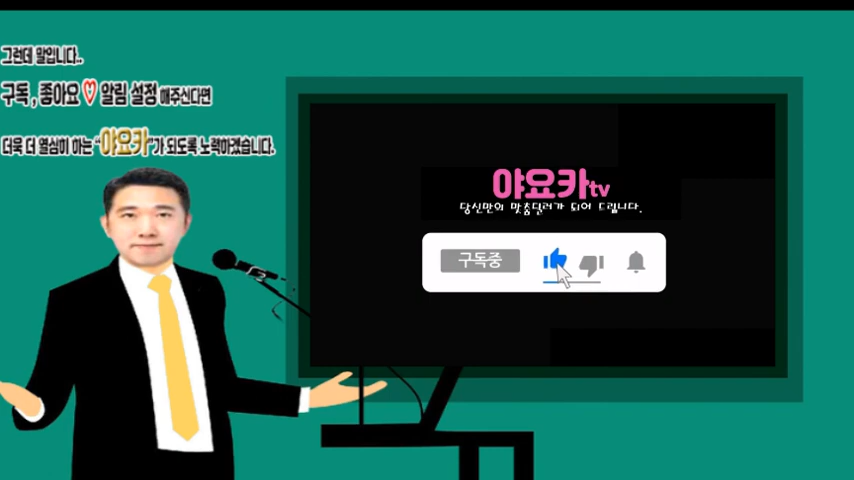 그런데 말입니다..
구독, 좋아요 ♡ 알림 설정 해주신다면
더욱 더 열심히 하는 "야요카"가 되도록 노력하겠습니다.
야요카tv
당신만의 맞춤딜러가 되어 드립니다.
구독중